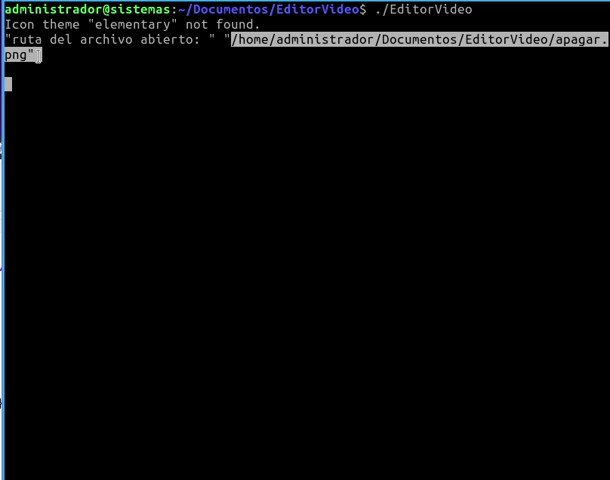 administrador@sistemas:~/Documentos/EditorVideo$ ./EditorVideo
Icon theme "elementary" not found.
"ruta del archivo abierto: " "/home/administrador/Documentos/EditorVideo/apagar.
png"